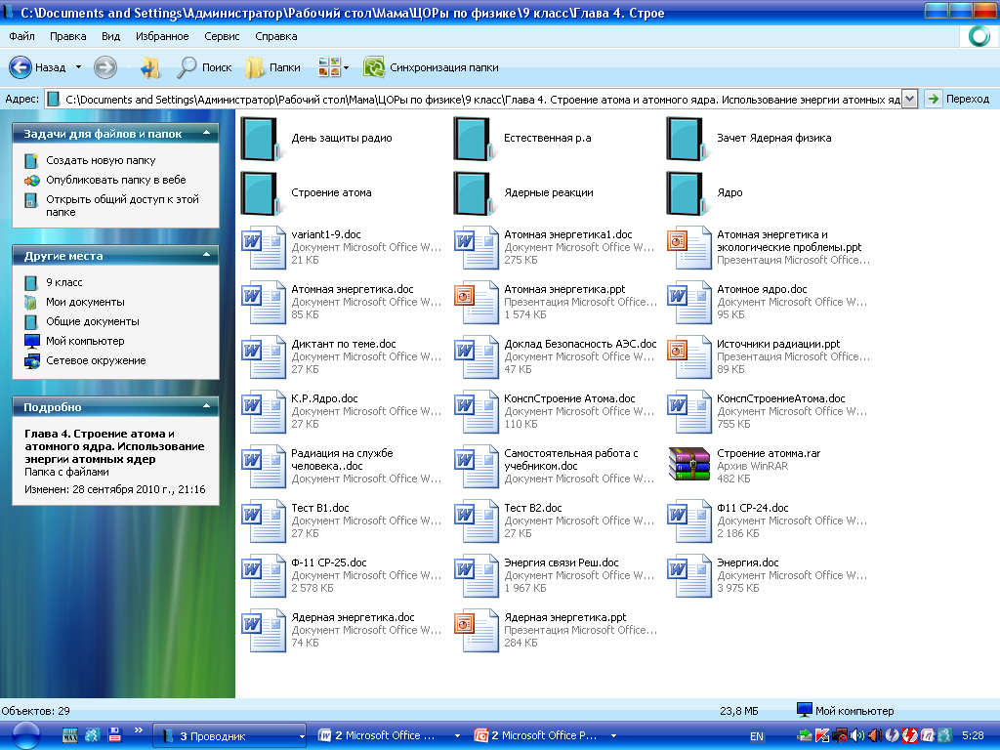 C:\Documents and Settings\Администратор\Рабочий стол\Мама\ЦОРы по физике\9 класс\Глава 4. Строе
Файл Правка Вид Избранное Сервис Справка
Назад Поиск Папки Синхронизация папки
Адрес: C:\Documents and Settings\Администратор\Рабочий стол\Мама\ЦОРы по физике\9 класс\Глава 4. Строение атома и атомного ядра. Использование энергии атомных яд Переход
Задачи для файлов и папок
Создать новую папку
Опубликовать папку в вебе
Открыть общий доступ к этой
папке
Другие места
9 класс
Мои документы
Общие документы
Мой компьютер
Сетевое окружение
Подробно
Глава 4. Строение атома и
атомного ядра. Использование
энергии атомных ядер
Папка с файлами
Изменен: 28 сентября 2010 г., 21:16
День защиты радио
Естественная р.а
Зачет Ядерная физика
Строение атома
Ядерные реакции
Ядро
variant1-9.doc
Документ Microsoft Office W...
21 КБ
Атомная энергетика1.doc
Документ Microsoft Office W...
275 КБ
Атомная энергетика и
экологические проблемы.ppt
Презентация Microsoft Office...
Атомная энергетика.doc
Документ Microsoft Office W...
85 КБ
Атомная энергетика.ppt
Презентация Microsoft Office...
1 574 КБ
Атомное ядро.doc
Документ Microsoft Office W...
95 КБ
Диктант по теме.doc
Документ Microsoft Office W...
27 КБ
Доклад Безопасность АЭС.doc
Документ Microsoft Office W...
47 КБ
Источники радиации.ppt
Презентация Microsoft Office...
89 КБ
К.Р.Ядро.doc
Документ Microsoft Office W...
27 КБ
КонспСтроение Атома.doc
Документ Microsoft Office W...
110 КБ
КонспСтроениеАтома.doc
Документ Microsoft Office W...
755 КБ
Радиация на службе
человека..doc
Документ Microsoft Office W...
Самостоятельная работа с
учебником.doc
Документ Microsoft Office W...
Строение атомма.rar
Архив WinRAR
482 КБ
Тест В1.doc
Документ Microsoft Office W...
27 КБ
Тест В2.doc
Документ Microsoft Office W...
27 КБ
Ф11 СР-24.doc
Документ Microsoft Office W...
2 186 КБ
Ф-11 СР-25.doc
Документ Microsoft Office W...
2 578 КБ
Энергия связи Реш.doc
Документ Microsoft Office W...
1 967 КБ
Энергия.doc
Документ Microsoft Office W...
3 975 КБ
Ядерная энергетика.doc
Документ Microsoft Office W...
74 КБ
Ядерная энергетика.ppt
Презентация Microsoft Office...
284 КБ
Объектов: 29 23,8 МБ Мой компьютер
3 Проводник 2 Microsoft Office ... 2 Microsoft Office P... EN 5:28